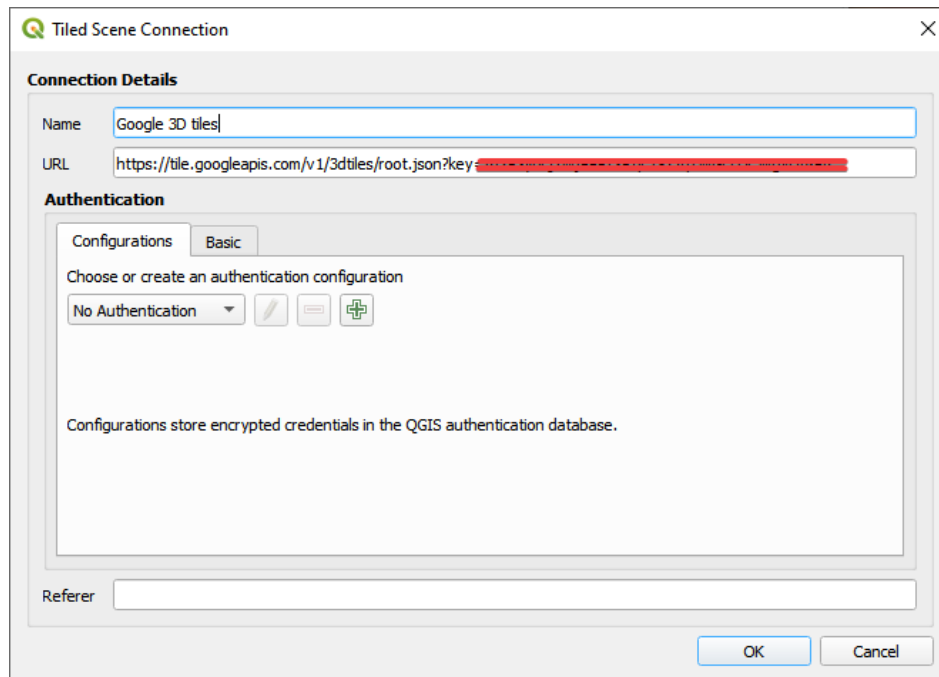 Tiled Scene Connection
Connection Details
Name Google 3D tiles
URL https://tile.googleapis.com/v1/3dtiles/root.json?key=
Authentication
Configurations Basic
Choose or create an authentication configuration
No Authentication
Configurations store encrypted credentials in the QGIS authentication database.
Referer
OK Cancel